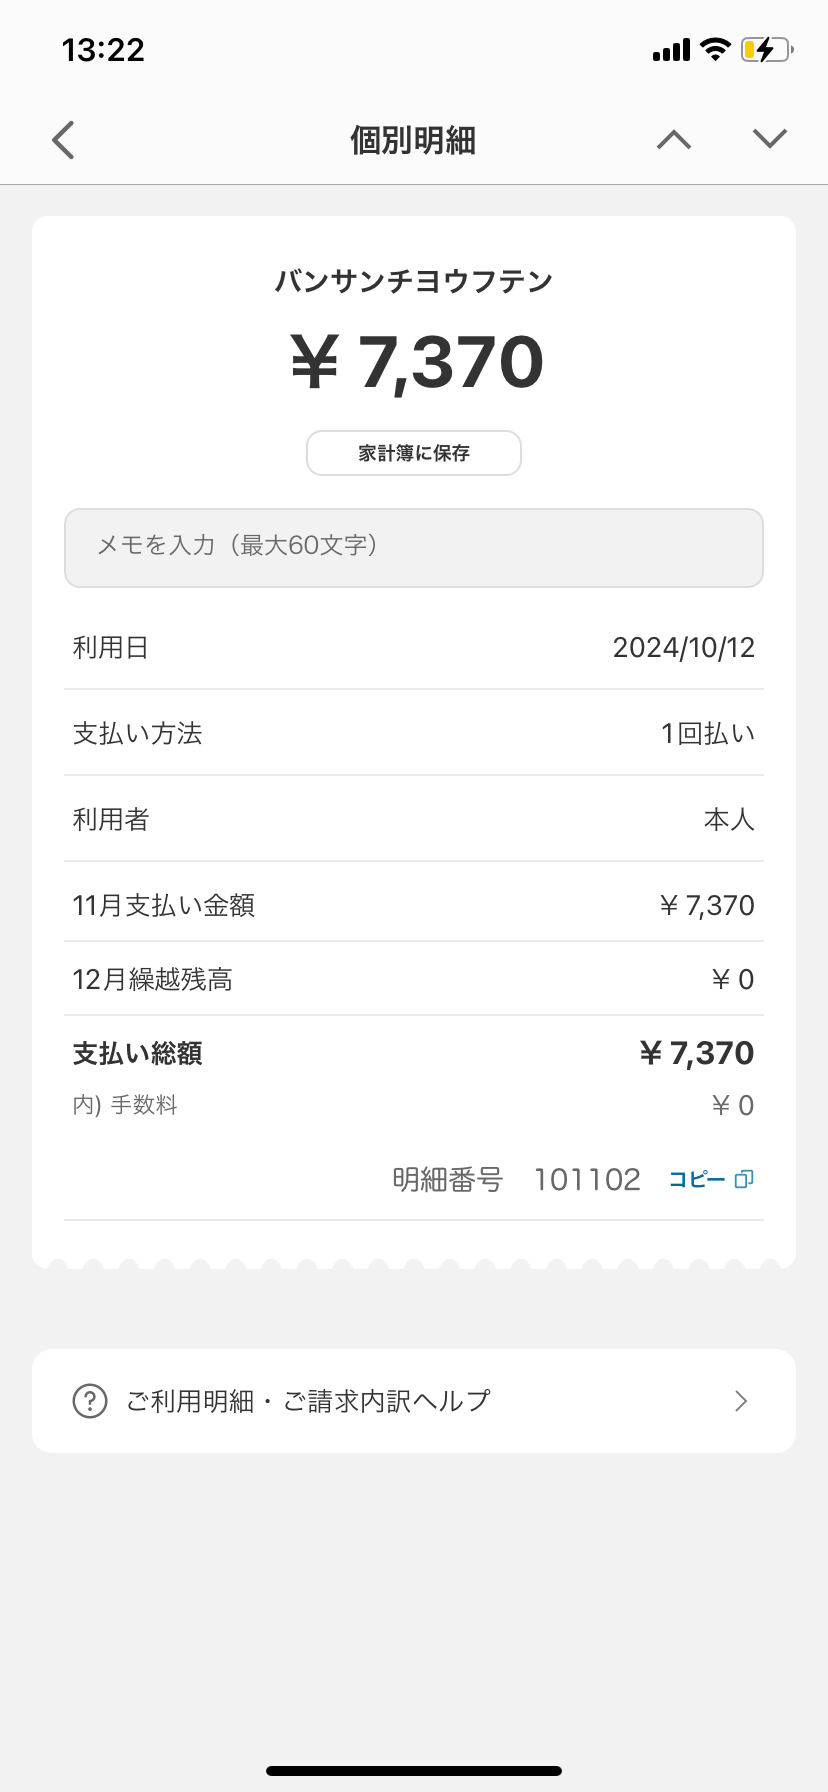 13:22
個別明細
バンサンチヨウフテン
¥ 7,370
家計簿に保存
メモを入力（最大60文字）
利用日 2024/10/12
支払い方法 1回払い
利用者 本人
11月支払い金額 ¥ 7,370
12月繰越残高 ¥ 0
支払い総額 ¥ 7,370
内) 手数料 ¥ 0
明細番号 101102 コピー
ご利用明細・ご請求内訳ヘルプ